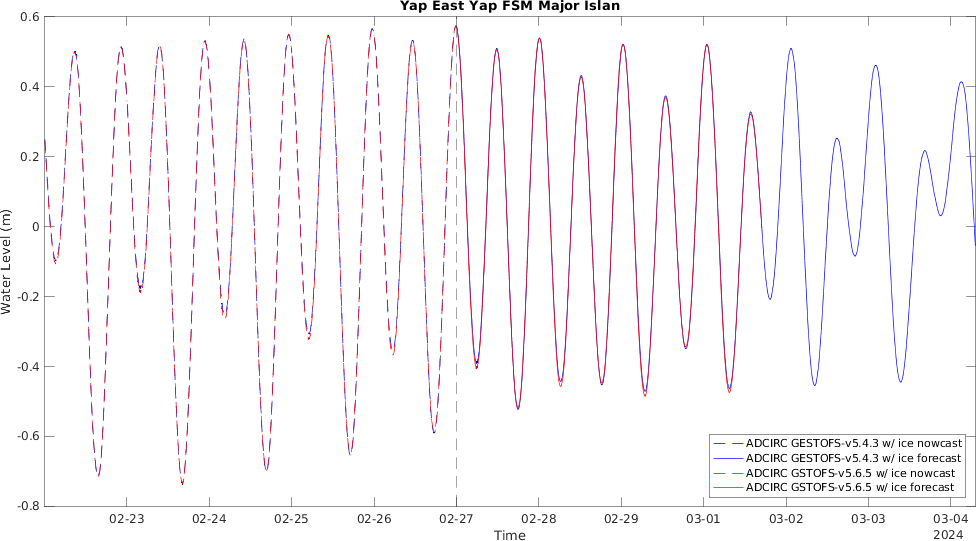 Yap East Yap FSM Major Islan
0.6
0.4
0.2
0
-0.2
-0.4
-0.6
-0.8
Water Level (m)
ADCIRC GESTOFS-v5.4.3 w/ ice nowcast
ADCIRC GESTOFS-v5.4.3 w/ ice forecast
ADCIRC GSTOFS-v5.6.5 w/ ice nowcast
ADCIRC GSTOFS-v5.6.5 w/ ice forecast
02-23 02-24 02-25 02-26 02-27 02-28 02-29 03-01 03-02 03-03 03-04
Time 2024